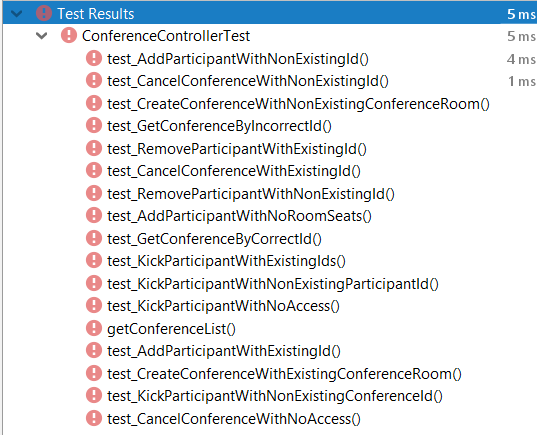 Test Results 5 ms
ConferenceControllerTest 5 ms
test_AddParticipantWithNonExistingId() 4 ms
test_CancelConferenceWithNonExistingId() 1 ms
test_CreateConferenceWithNonExistingConferenceRoom()
test_GetConferenceByIncorrectId()
test_RemoveParticipantWithExistingId()
test_CancelConferenceWithExistingId()
test_RemoveParticipantWithNonExistingId()
test_AddParticipantWithNoRoomSeats()
test_GetConferenceByCorrectId()
test_KickParticipantWithExistingIds()
test_KickParticipantWithNonExistingParticipantId()
test_KickParticipantWithNoAccess()
getConferenceList()
test_AddParticipantWithExistingId()
test_CreateConferenceWithExistingConferenceRoom()
test_KickParticipantWithNonExistingConferenceId()
test_CancelConferenceWithNoAccess()